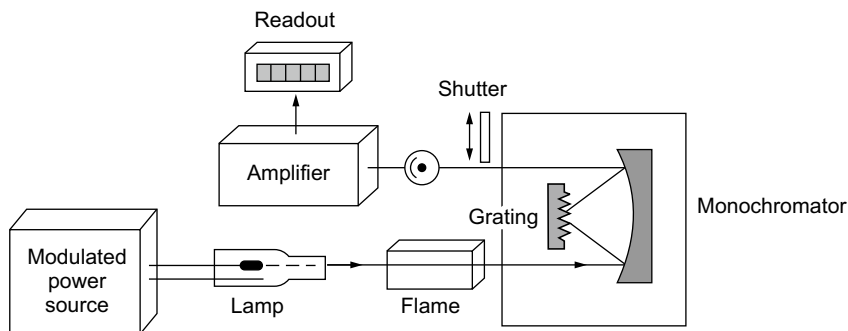 Readout
Shutter
Amplifier
Grating
Monochromator
Modulated
power
source
Lamp
Flame